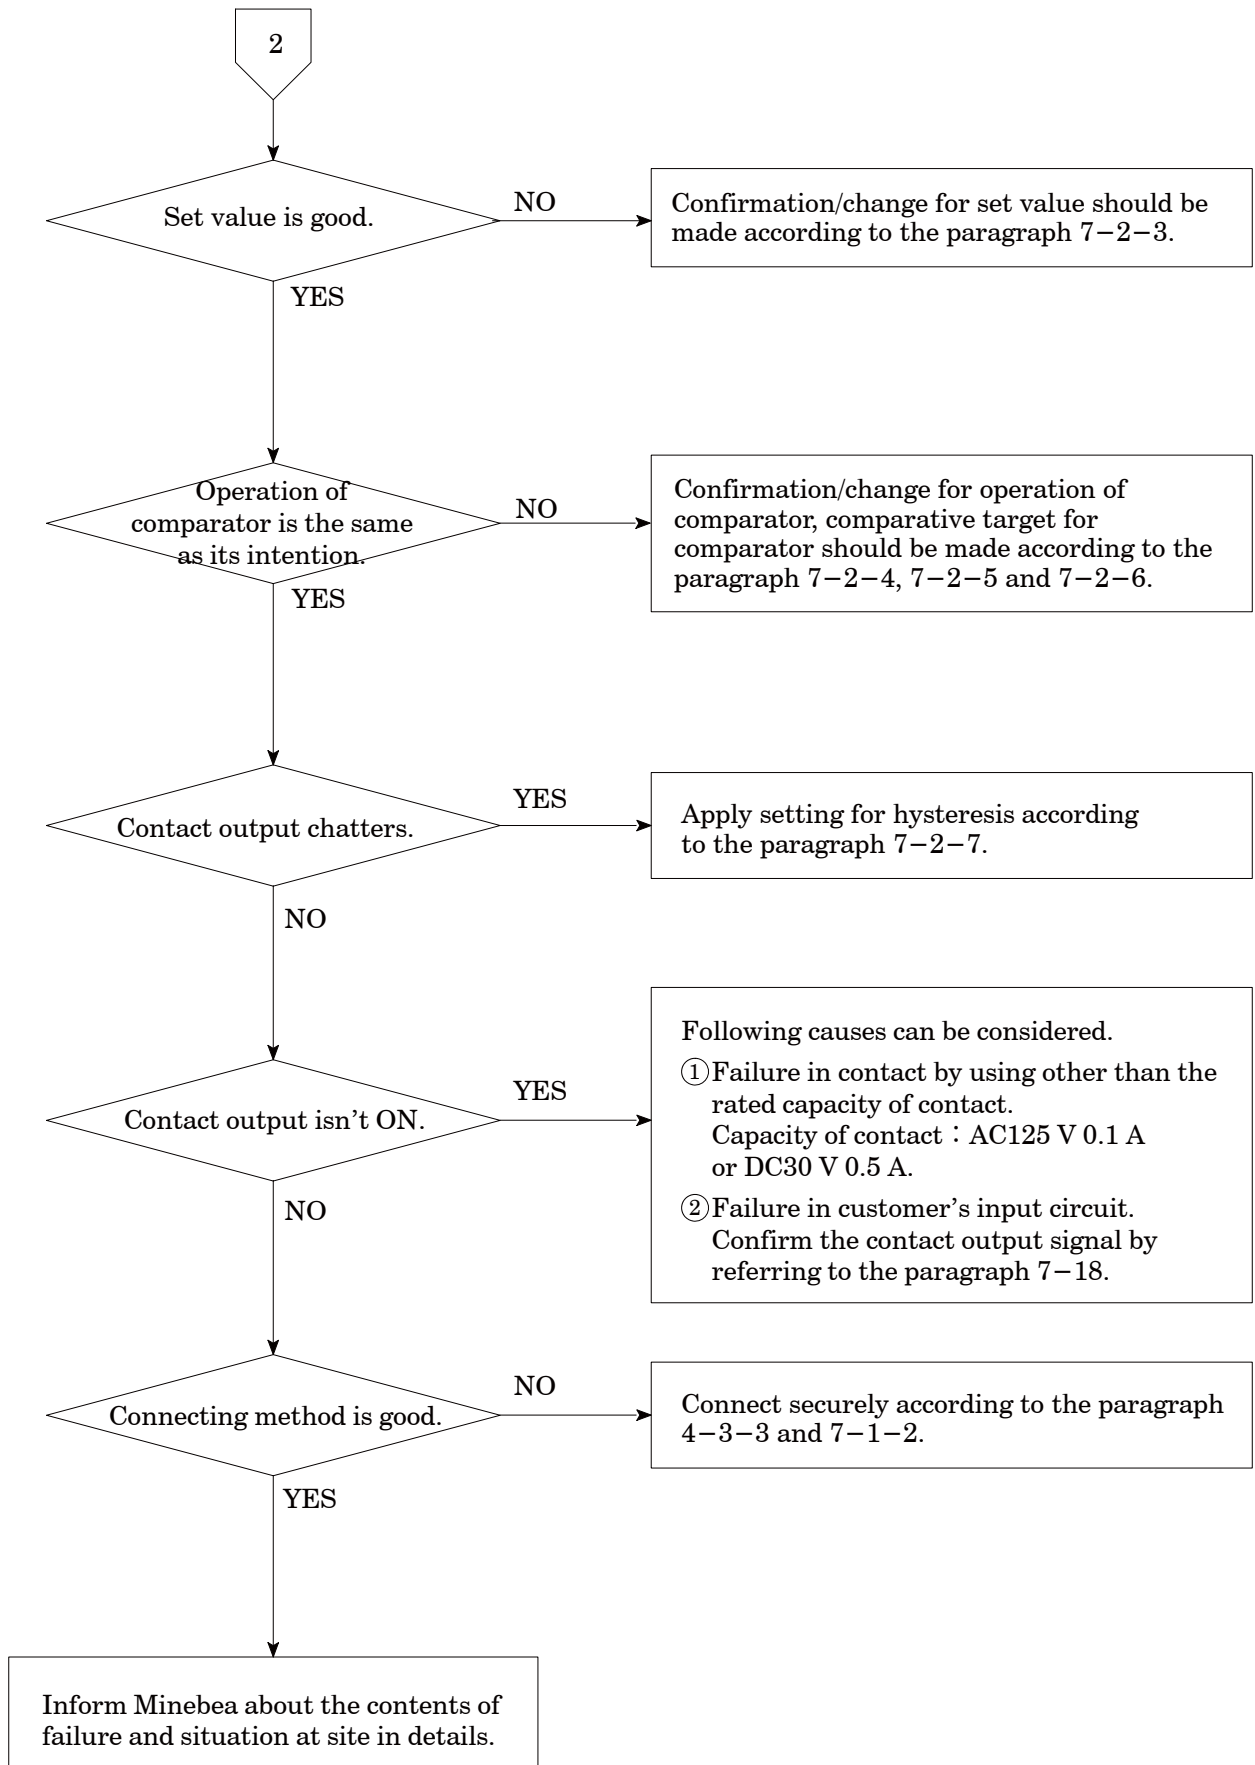 2
Set value is good.
NO
Confirmation/change for set value should be
made according to the paragraph 7−2−3.
YES
Operation of
comparator is the same
as its intention.
NO
Confirmation/change for operation of
comparator, comparative target for
comparator should be made according to the
paragraph 7−2−4, 7−2−5 and 7−2−6.
YES
Contact output chatters.
YES
Apply setting for hysteresis according
to the paragraph 7−2−7.
NO
Contact output isn’t ON.
YES
Following causes can be considered.
①Failure in contact by using other than the
rated capacity of contact.
Capacity of contact：AC125 V 0.1 A
or DC30 V 0.5 A.
②Failure in customer’s input circuit.
Confirm the contact output signal by
referring to the paragraph 7−18.
NO
Connecting method is good.
NO
Connect securely according to the paragraph
4−3−3 and 7−1−2.
YES
Inform Minebea about the contents of
failure and situation at site in details.